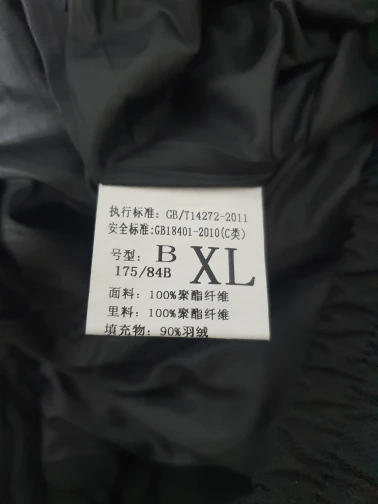 执行标准: GB/T14272-2011
安全标准:GB18401-2010(C类)
号型: B XL
175/84B
面料: 100%聚酯纤维
里料: 100%聚酯纤维
填充物: 90%羽绒